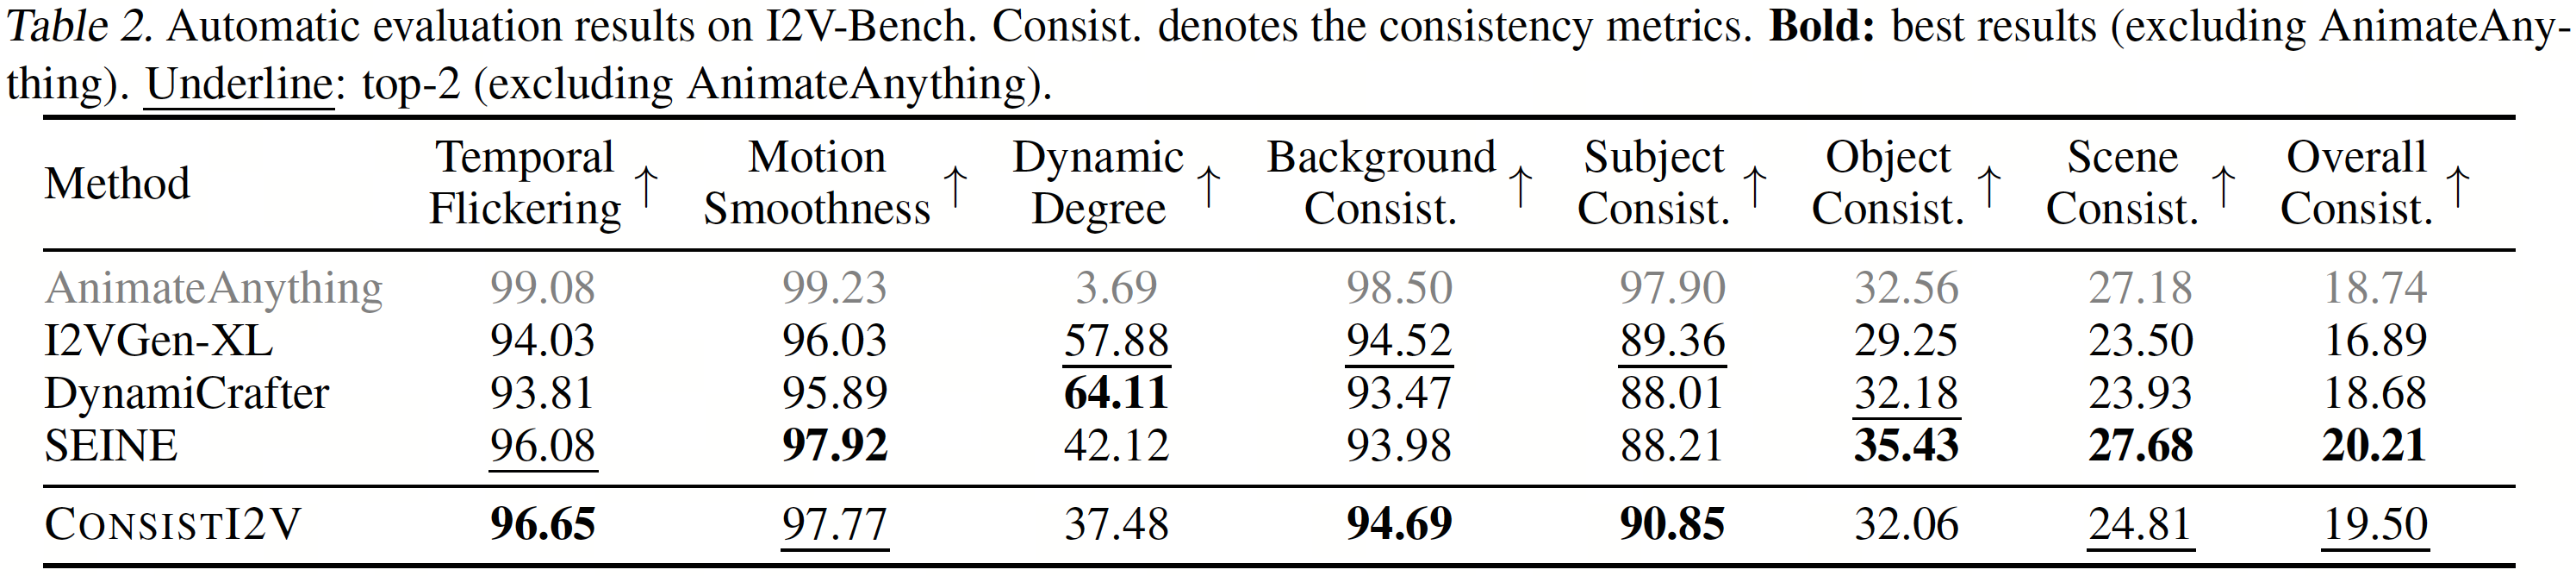 Table 2. Automatic evaluation results on I2V-Bench. Consist. denotes the consistency metrics. Bold: best results (excluding AnimateAny-
thing). Underline: top-2 (excluding AnimateAnything).
Method Temporal Flickering ↑ Motion Smoothness ↑ Dynamic Degree ↑ Background Consist. ↑ Subject Consist. ↑ Object Consist. ↑ Scene Consist. ↑ Overall Consist. ↑
AnimateAnything 99.08 99.23 3.69 98.50 97.90 32.56 27.18 18.74
I2VGen-XL 94.03 96.03 57.88 94.52 89.36 29.25 23.50 16.89
DynamiCrafter 93.81 95.89 64.11 93.47 88.01 32.18 23.93 18.68
SEINE 96.08 97.92 42.12 93.98 88.21 35.43 27.68 20.21
CONSISTI2V 96.65 97.77 37.48 94.69 90.85 32.06 24.81 19.50